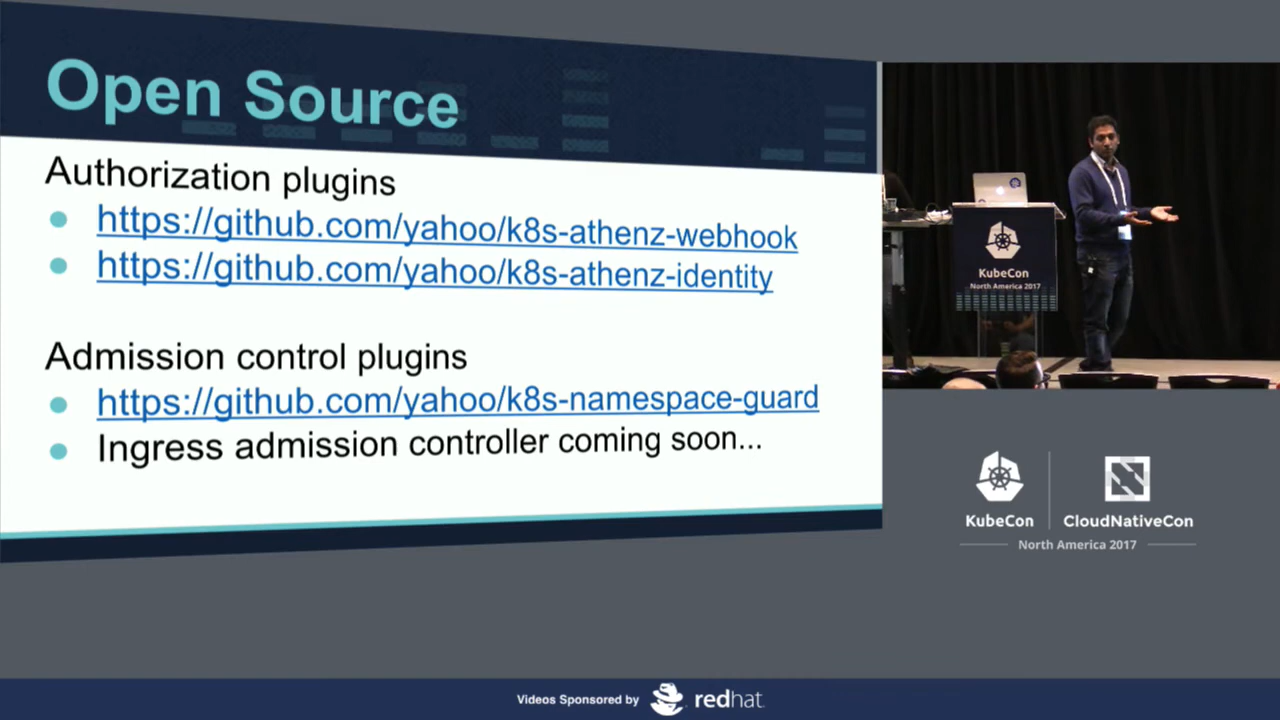 Open Source
Authorization plugins
https://github.com/yahoo/k8s-athenz-webhook
https://github.com/yahoo/k8s-athenz-identity
Admission control plugins
https://github.com/yahoo/k8s-namespace-guard
Ingress admission controller coming soon...
KubeCon
North America 2017
KubeCon
CloudNativeCon
North America 2017
Videos Sponsored by
redhat